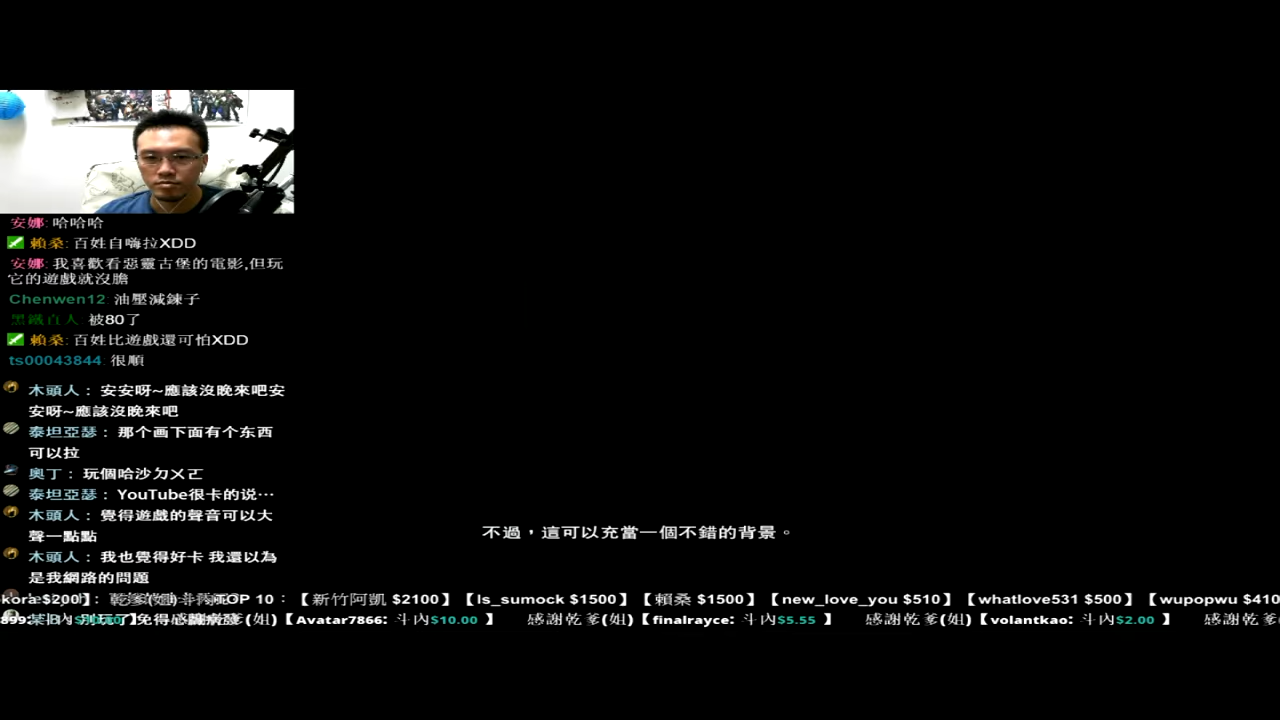 安娜: 哈哈哈
賴桑: 百姓自嗨拉XDD
安娜: 我喜歡看惡靈古堡的電影,但玩
它的遊戲就沒膽
Chenwen12: 油壓減鍊子
黑鐵直人: 被80了
賴桑: 百姓比遊戲還可怕XDD
ts00043844: 很順
木頭人： 安安呀~應該沒晚來吧安
安呀~應該沒晚來吧
泰坦亞瑟： 那个画下面有个东西
可以拉
奧丁： 玩個哈沙ㄉㄨㄛ
泰坦亞瑟： YouTube很卡的说…
木頭人： 覺得遊戲的聲音可以大
聲一點點
不過，這可以充當一個不錯的背景。
木頭人： 我也覺得好卡 我還以為
是我網路的問題
kora $200】 TOP 10： 【新竹阿凱 $2100】【ls_sumock $1500】【賴桑 $1500】【new_love_you $510】【whatlove531 $500】【wupopwu $410
【Avatar7866: 斗內$10.00 】 感謝乾爹(姐)【finalrayce: 斗內$5.55 】 感謝乾爹(姐)【volantkao: 斗內$2.00 】 感謝乾爹(姐)